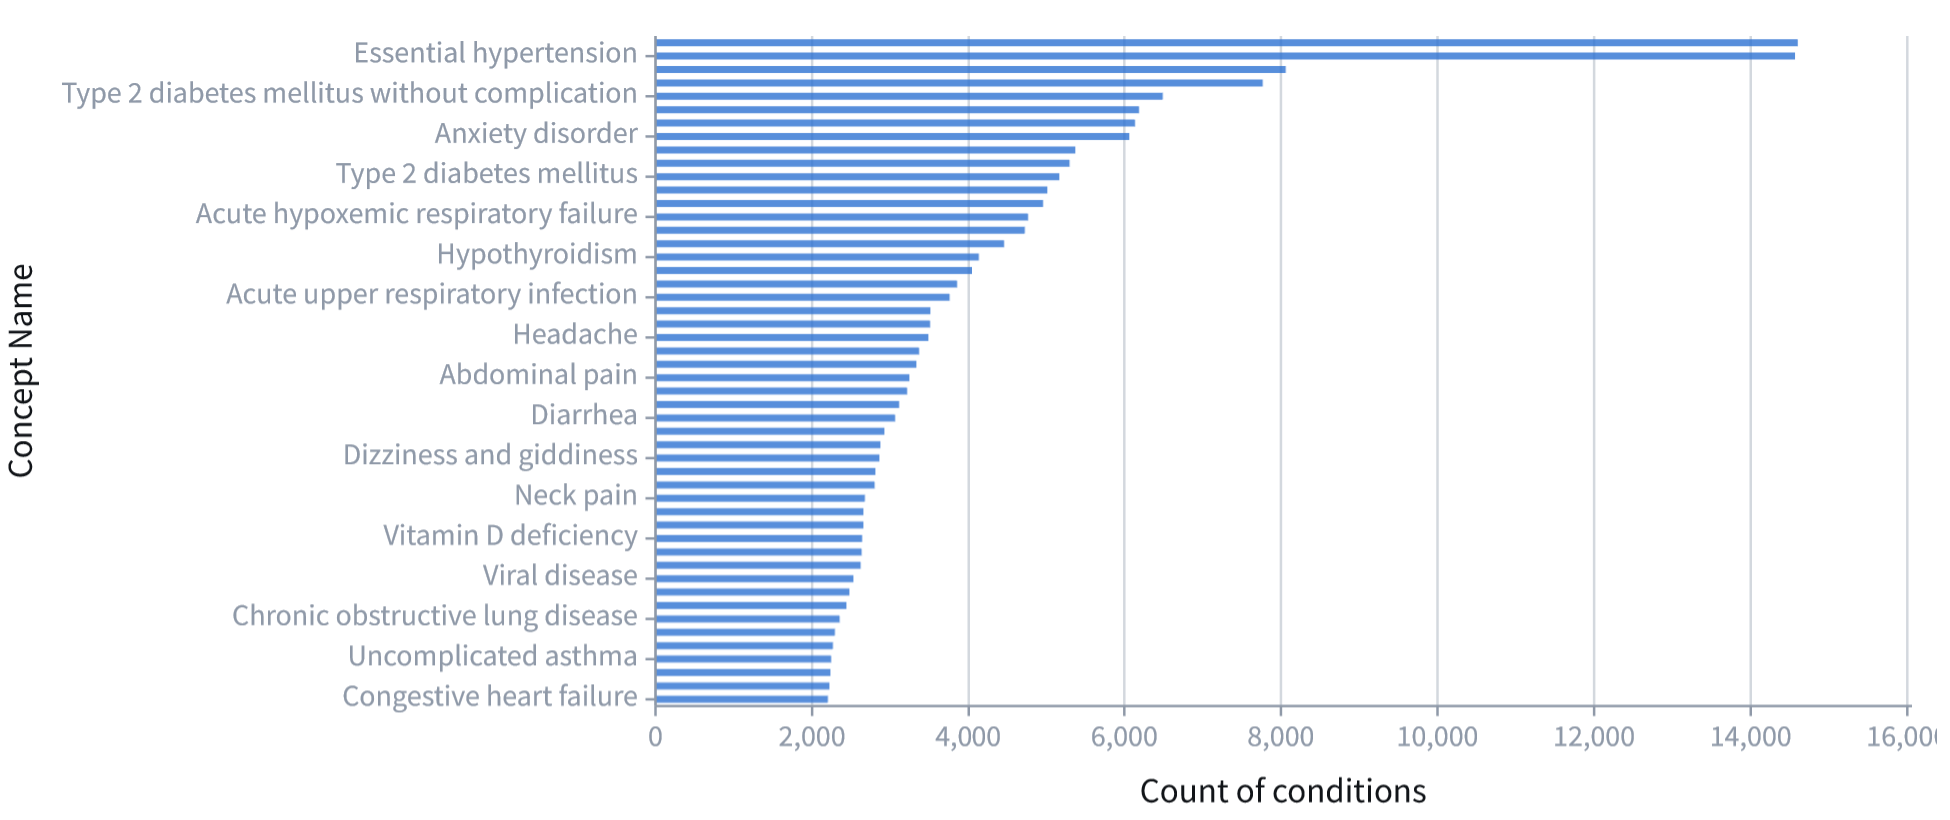 Concept Name
Essential hypertension
Type 2 diabetes mellitus without complication
Anxiety disorder
Type 2 diabetes mellitus
Acute hypoxemic respiratory failure
Hypothyroidism
Acute upper respiratory infection
Headache
Abdominal pain
Diarrhea
Dizziness and giddiness
Neck pain
Vitamin D deficiency
Viral disease
Chronic obstructive lung disease
Uncomplicated asthma
Congestive heart failure
0 2,000 4,000 6,000 8,000 10,000 12,000 14,000
Count of conditions